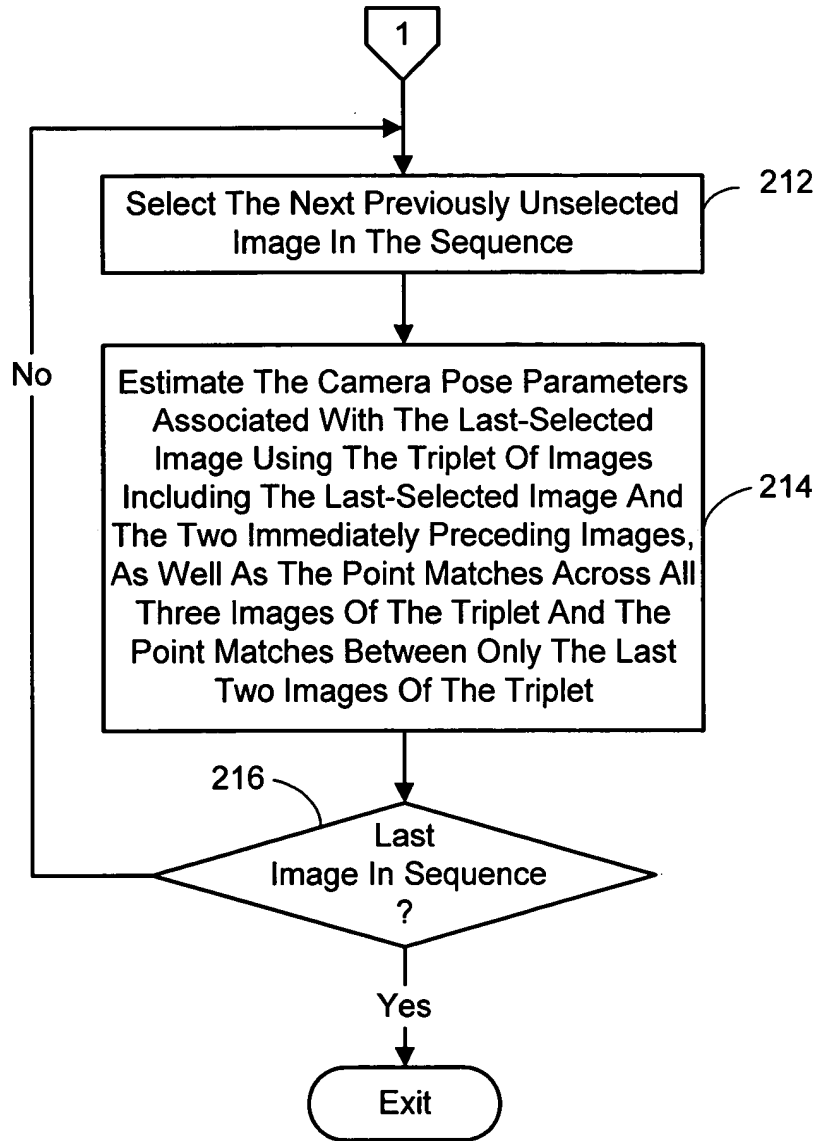 1
Select The Next Previously Unselected
Image In The Sequence
212
No
Estimate The Camera Pose Parameters
Associated With The Last-Selected
Image Using The Triplet Of Images
Including The Last-Selected Image And
The Two Immediately Preceding Images,
As Well As The Point Matches Across All
Three Images Of The Triplet And The
Point Matches Between Only The Last
Two Images Of The Triplet
214
216
Last
Image In Sequence
?
Yes
Exit